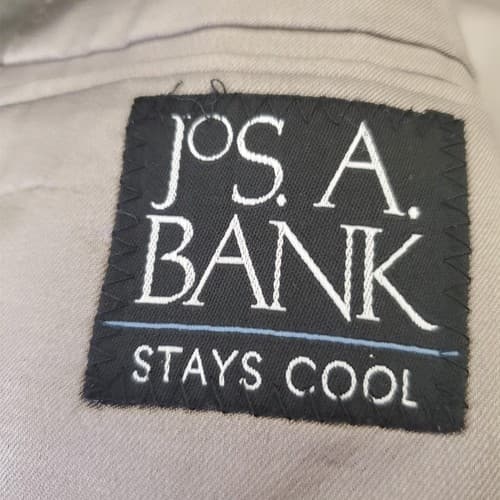 JOS. A.
BANK
STAYS COOL